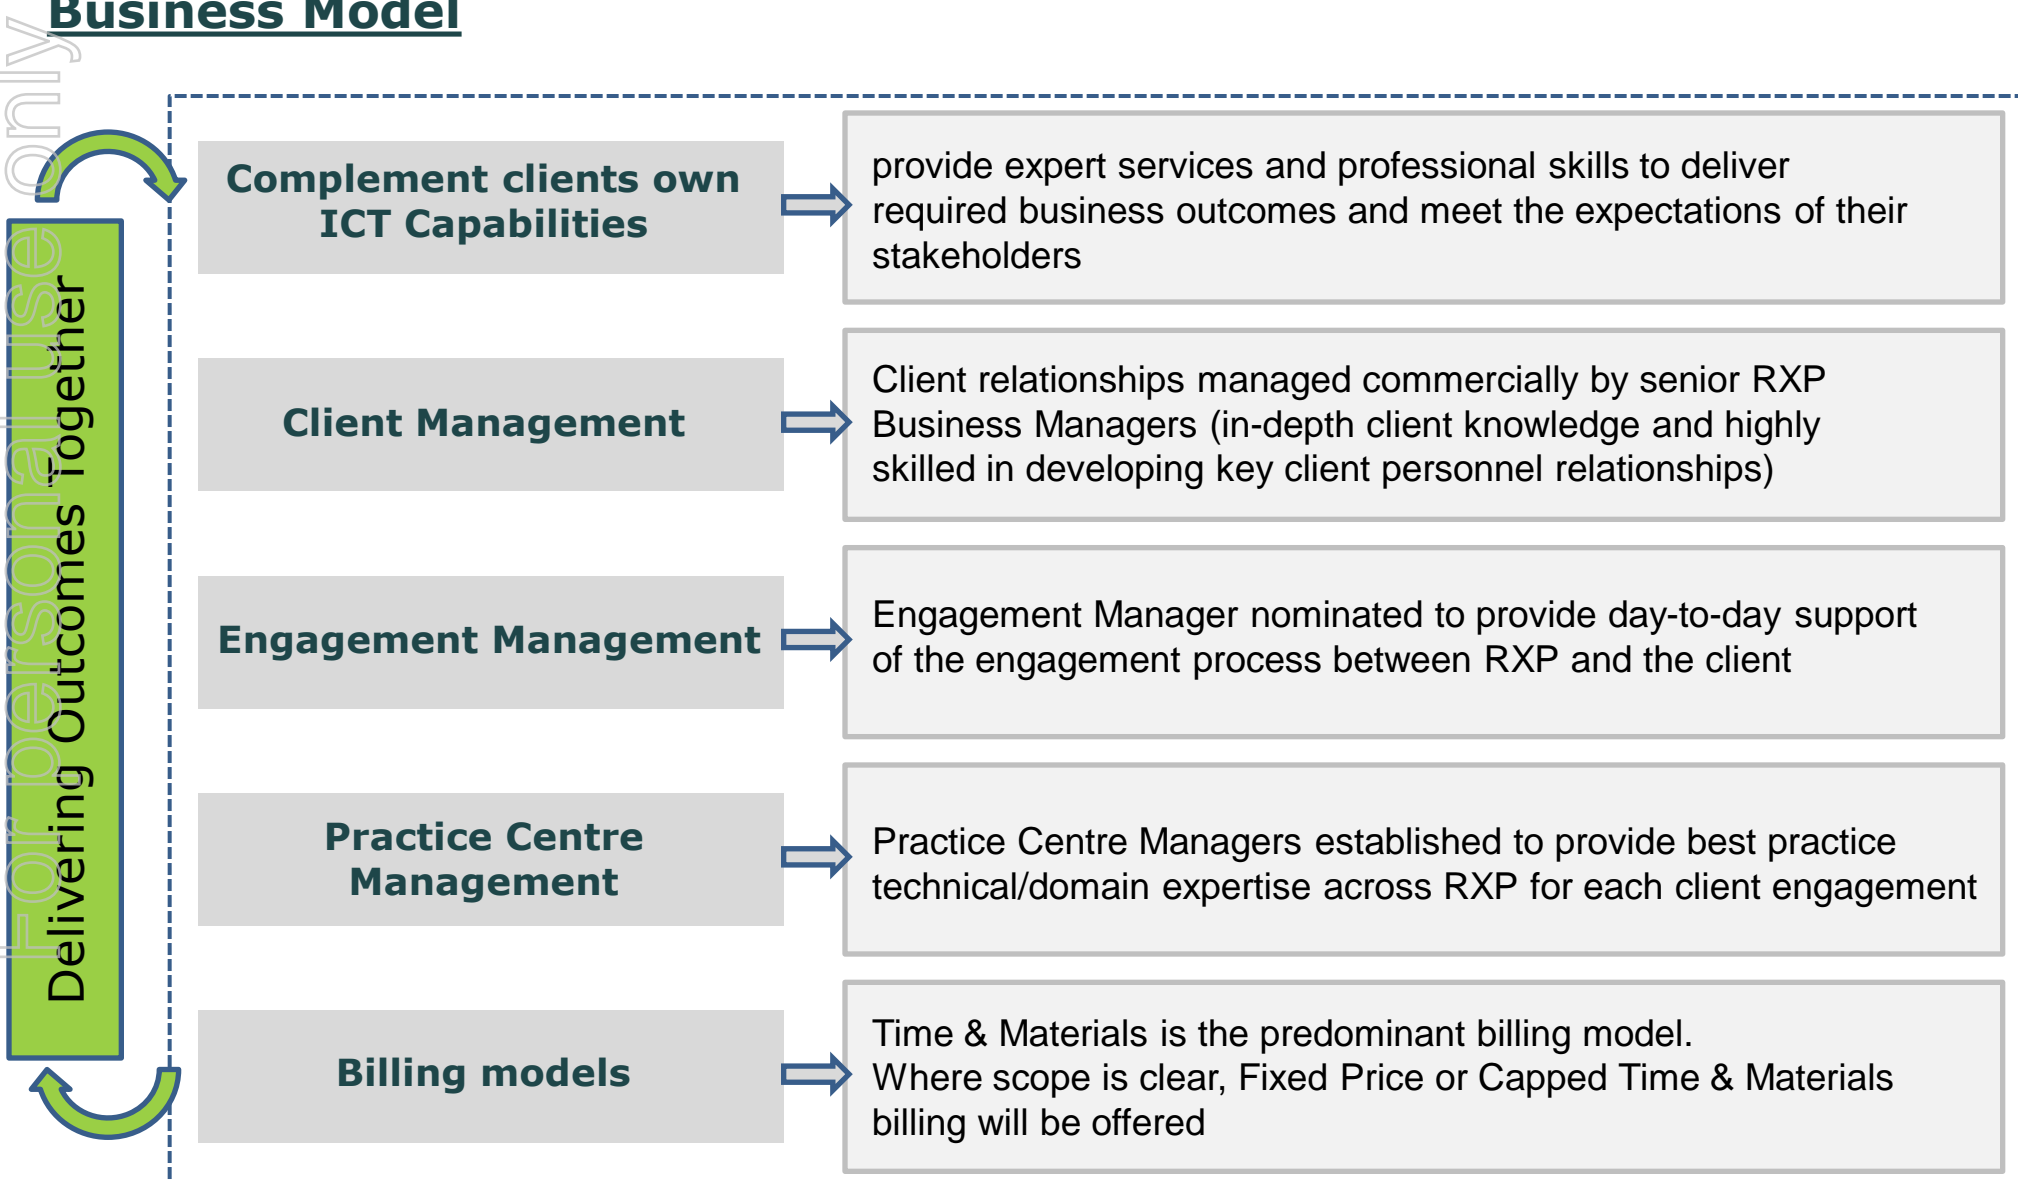 Business Model
For personal use only
Delivering Outcomes Together
Complement clients own
ICT Capabilities
provide expert services and professional skills to deliver
required business outcomes and meet the expectations of their
stakeholders
Client Management
Client relationships managed commercially by senior RXP
Business Managers (in-depth client knowledge and highly
skilled in developing key client personnel relationships)
Engagement Management
Engagement Manager nominated to provide day-to-day support
of the engagement process between RXP and the client
Practice Centre
Management
Practice Centre Managers established to provide best practice
technical/domain expertise across RXP for each client engagement
Billing models
Time & Materials is the predominant billing model.
Where scope is clear, Fixed Price or Capped Time & Materials
billing will be offered